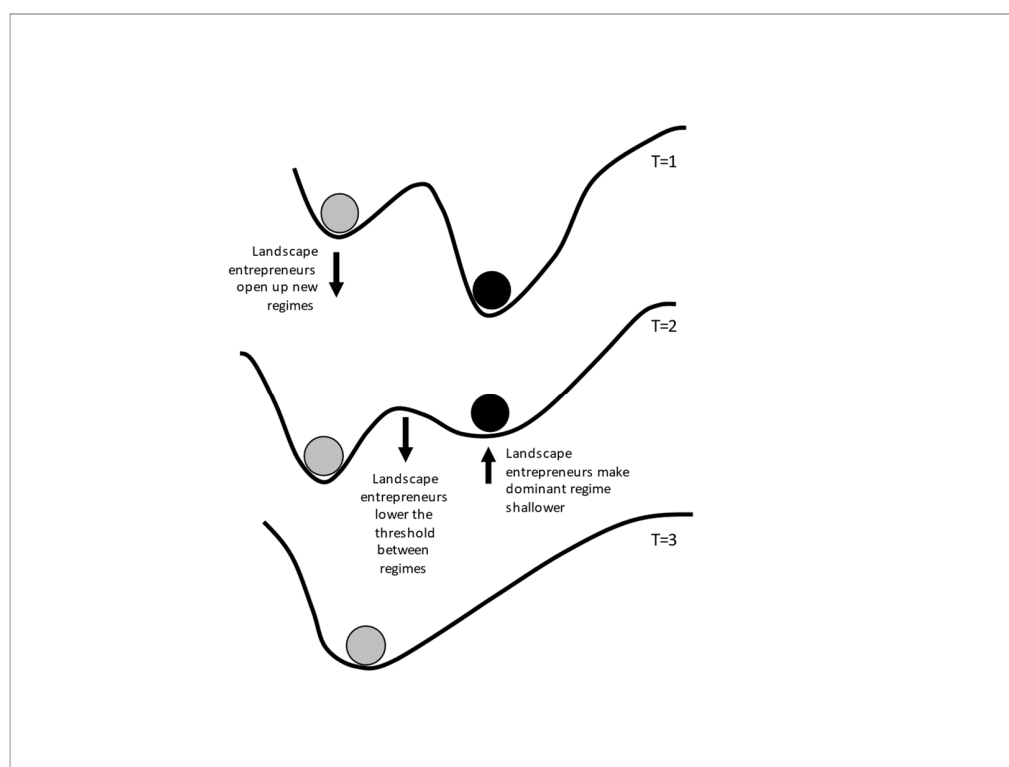 T=1
Landscape
entrepreneurs
open up new
regimes
T=2
Landscape
entrepreneurs make
dominant regime
shallower
Landscape
entrepreneurs
lower the
threshold
between
regimes
T=3